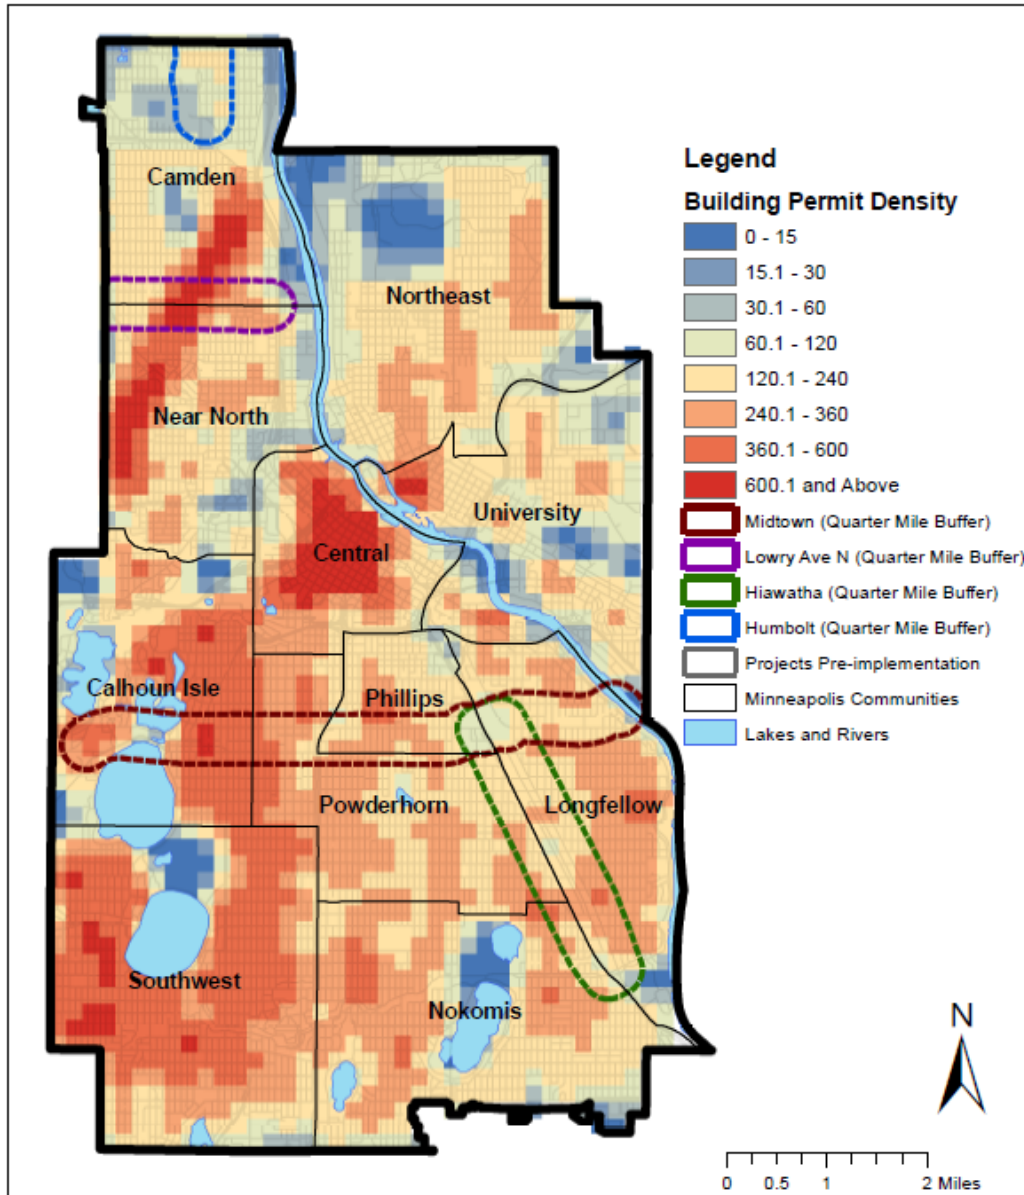 Camden
Northeast
Near North
University
Central
Calhoun Isle
Phillips
Powderhorn
Longfellow
Southwest
Nokomis
Legend
Building Permit Density
0 - 15
15.1 - 30
30.1 - 60
60.1 - 120
120.1 - 240
240.1 - 360
360.1 - 600
600.1 and Above
Midtown (Quarter Mile Buffer)
Lowry Ave N (Quarter Mile Buffer)
Hiawatha (Quarter Mile Buffer)
Humbolt (Quarter Mile Buffer)
Projects Pre-implementation
Minneapolis Communities
Lakes and Rivers
N
0 0.5 1 2 Miles